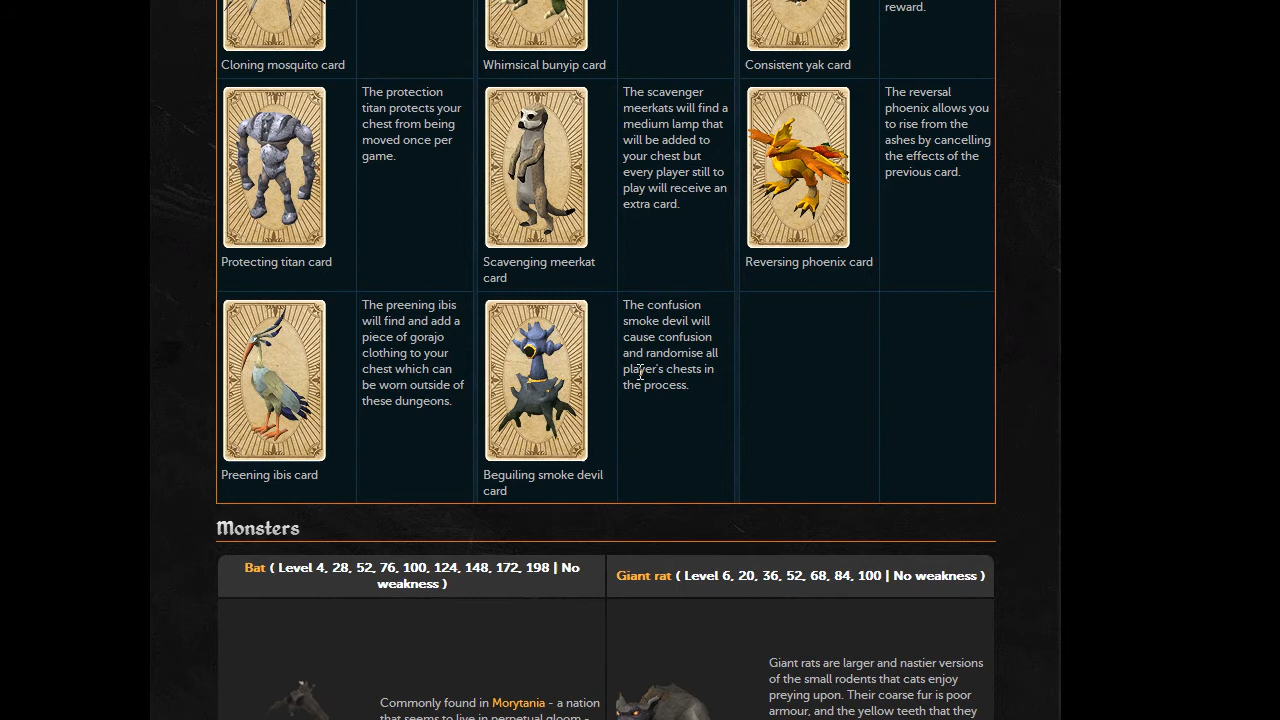 reward.
Cloning mosquito card
Whimsical bunyip card
Consistent yak card
The protection
titan protects your
chest from being
moved once per
game.
Protecting titan card
The scavenger
meerkats will find a
medium lamp that
will be added to
your chest but
every player still to
play will receive an
extra card.
Scavenging meerkat
card
The reversal
phoenix allows you
to rise from the
ashes by cancelling
the effects of the
previous card.
Reversing phoenix card
The preening ibis
will find and add a
piece of gorajo
clothing to your
chest which can
be worn outside of
these dungeons.
Preening ibis card
The confusion
smoke devil will
cause confusion
and randomise all
player's chests in
the process.
Beguiling smoke devil
card
Monsters
Bat ( Level 4, 28, 52, 76, 100, 124, 148, 172, 198 | No
weakness )
Giant rat ( Level 6, 20, 36, 52, 68, 84, 100 | No weakness )
Commonly found in Morytania - a nation
that seems to live in perpetual gloom -
Giant rats are larger and nastier versions
of the small rodents that cats enjoy
preying upon. Their coarse fur is poor
armour, and the yellow teeth that they